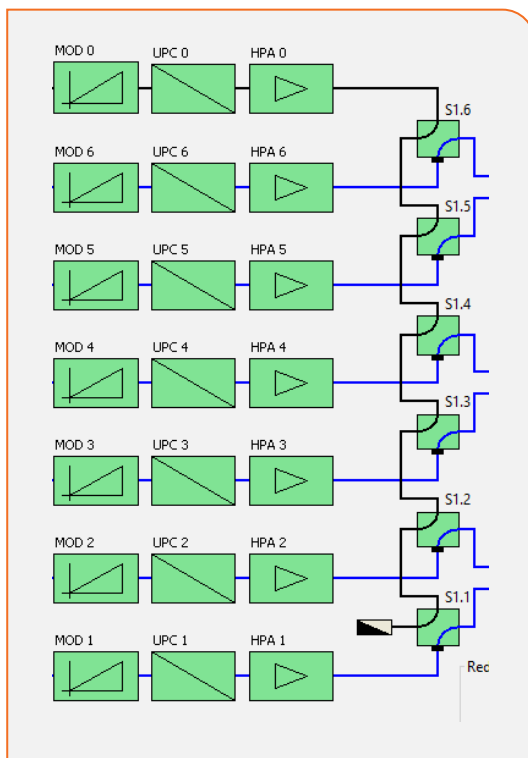 MOD 0 UPC 0 HPA 0
S1.6
MOD 6 UPC 6 HPA 6
S1.5
MOD 5 UPC 5 HPA 5
S1.4
MOD 4 UPC 4 HPA 4
S1.3
MOD 3 UPC 3 HPA 3
S1.2
MOD 2 UPC 2 HPA 2
S1.1
MOD 1 UPC 1 HPA 1